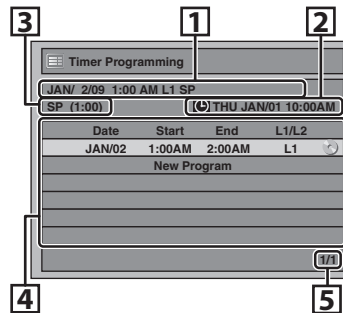 3
1
2
Timer Programming
JAN/ 2/09 1:00 AM L1 SP
SP (1:00) THU JAN/01 10:00AM
Date Start End L1/L2
JAN/02 1:00AM 2:00AM L1
New Program
1/1
4
5